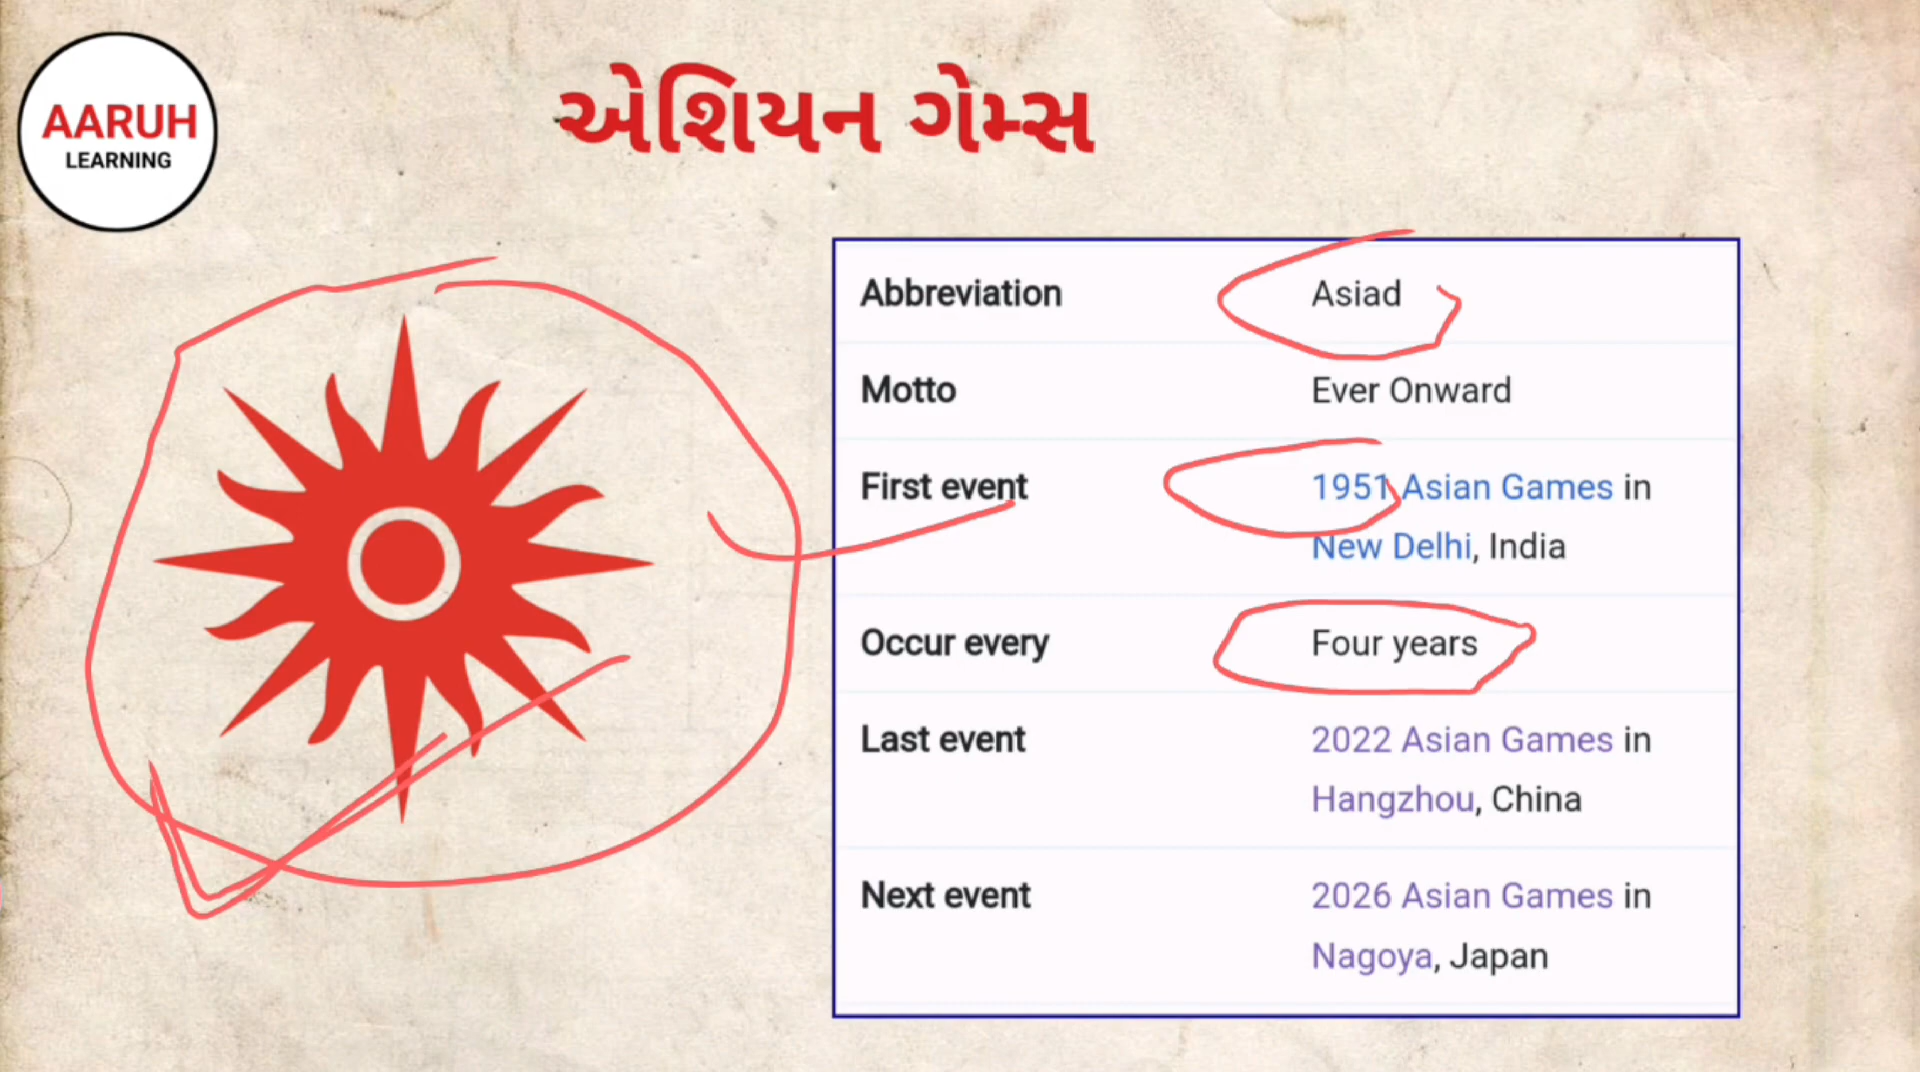 AARUH
LEARNING
એશિયન ગેમ્સ
Abbreviation Asiad
Motto Ever Onward
First event 1951 Asian Games in
New Delhi, India
Occur every Four years
Last event 2022 Asian Games in
Hangzhou, China
Next event 2026 Asian Games in
Nagoya, Japan